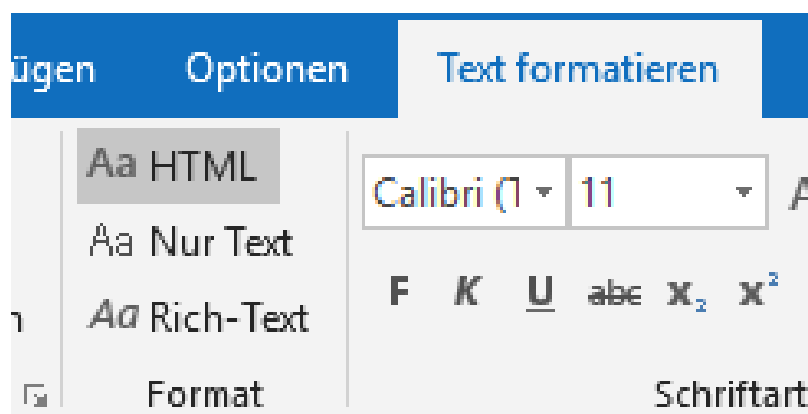 ügen Optionen Text formatieren
Aa HTML
Calibri (T 11 A
Aa Nur Text
F K U abc x₂ x²
n Aa Rich-Text
Format Schriftart